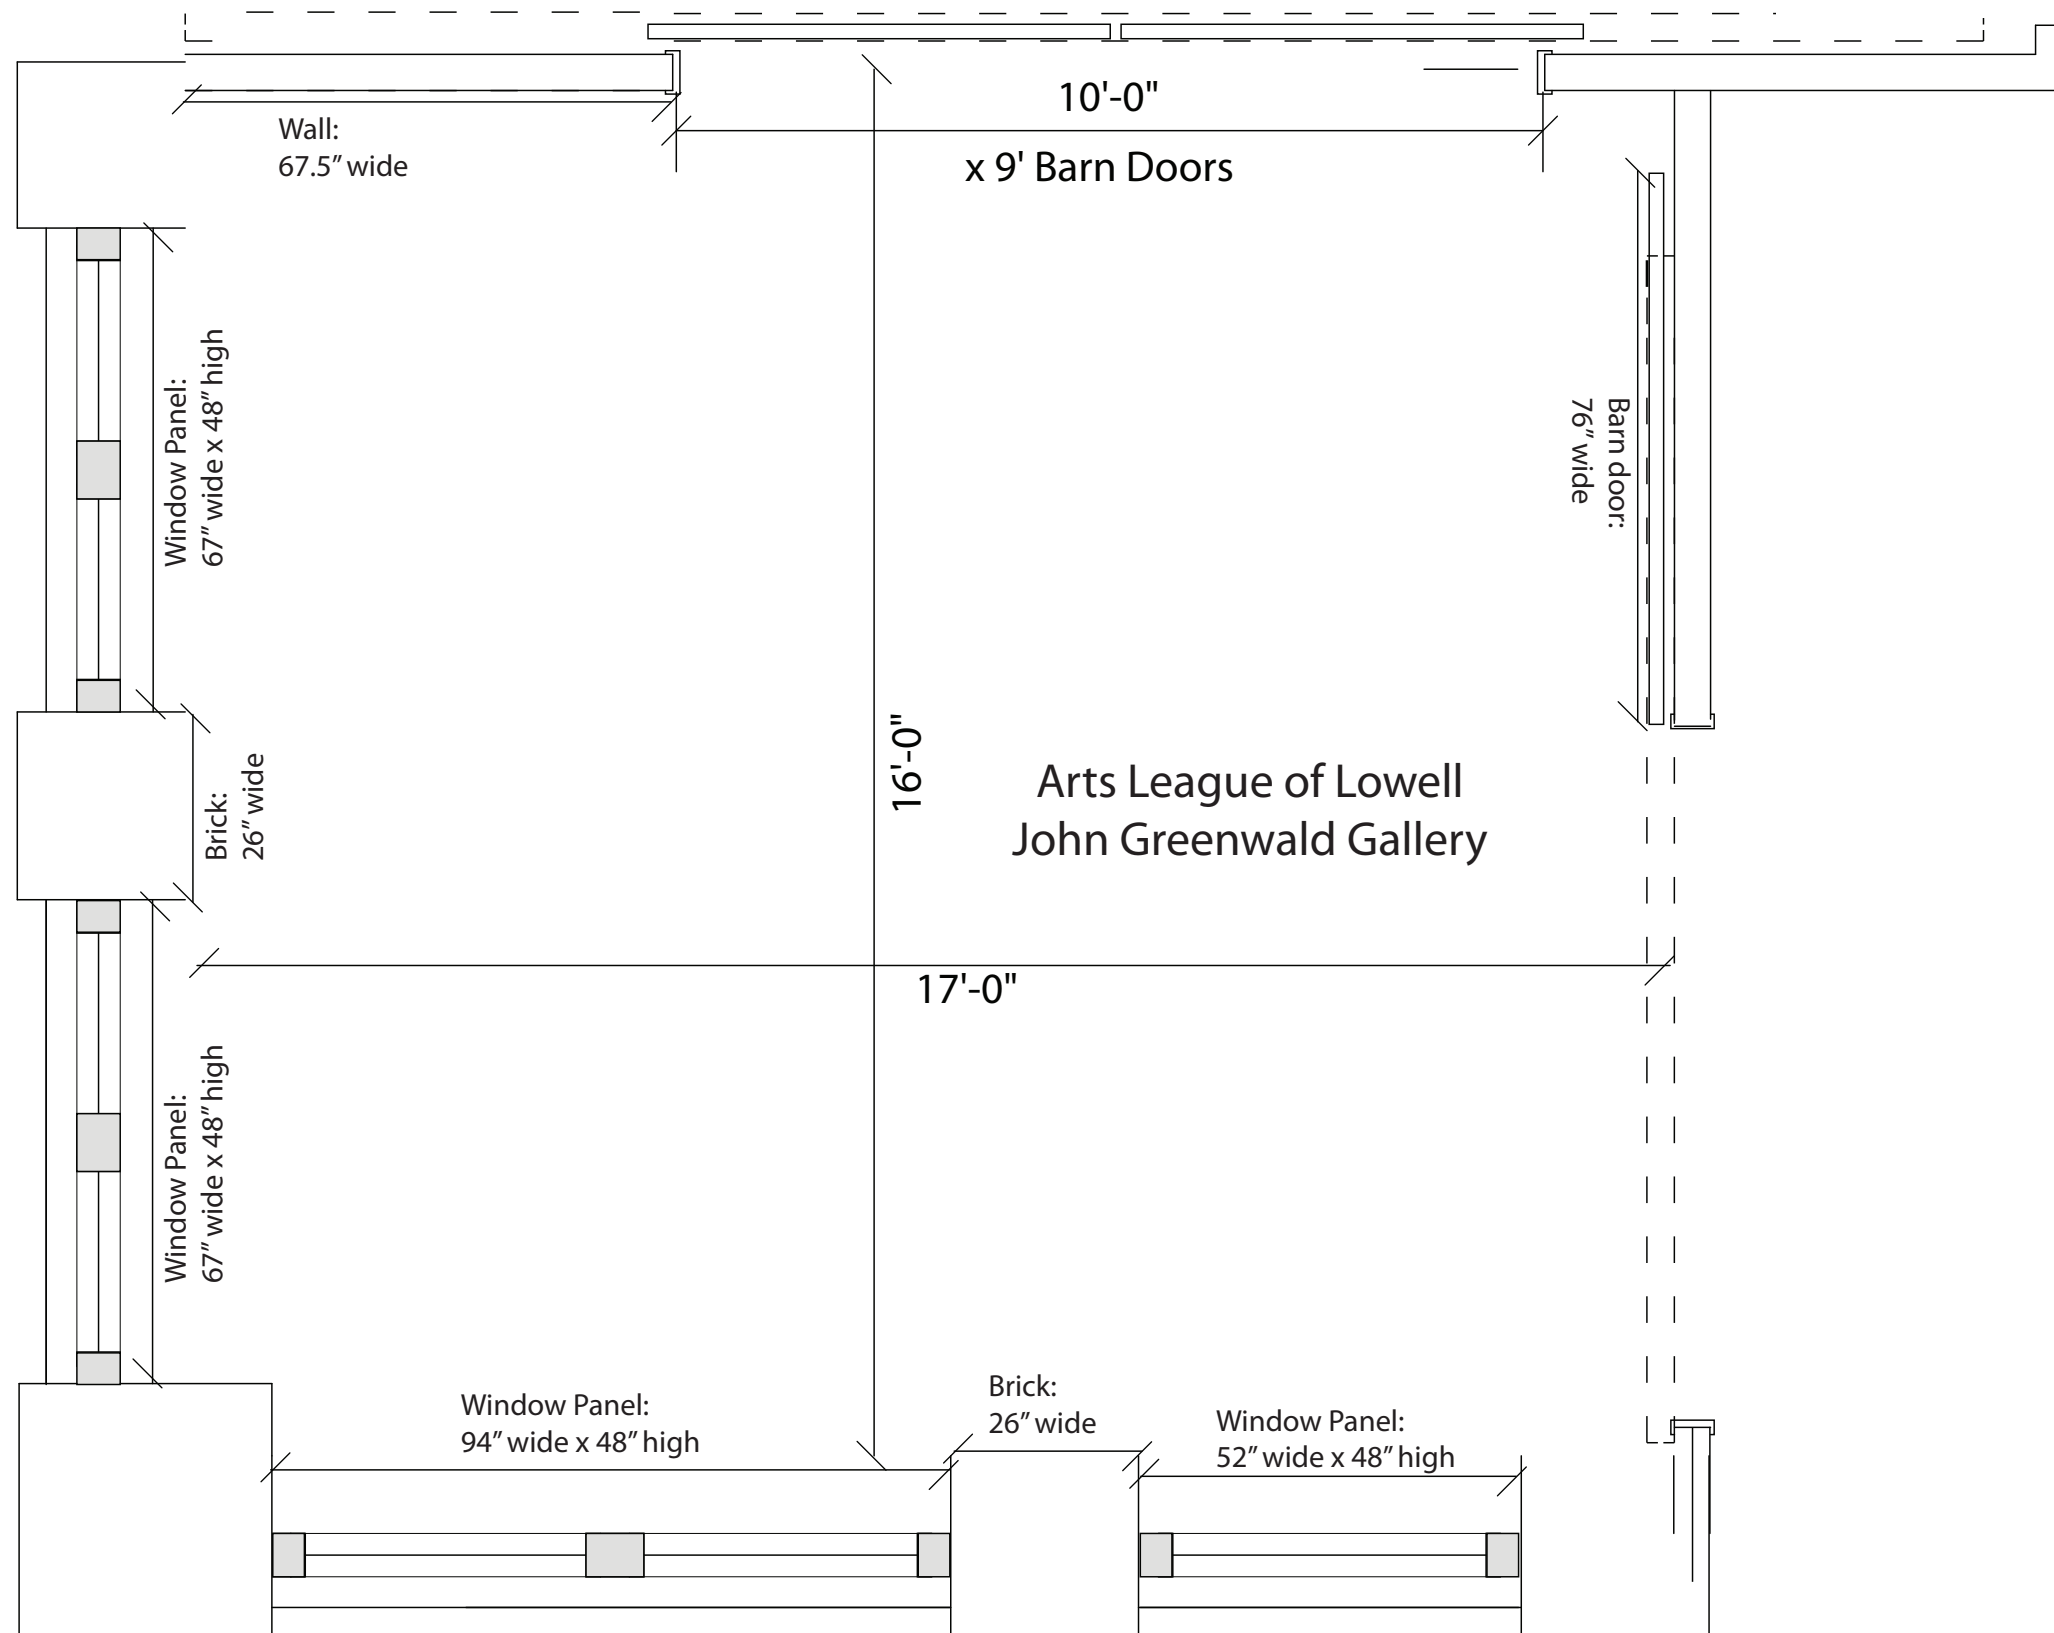 10'-0"
x 9' Barn Doors
Wall:
67.5” wide
Window Panel:
67” wide x 48” high
Barn door:
76” wide
16'-0"
Arts League of Lowell
John Greenwald Gallery
Brick:
26” wide
17'-0"
Window Panel:
67” wide x 48” high
Window Panel:
94” wide x 48” high
Brick:
26” wide
Window Panel:
52” wide x 48” high